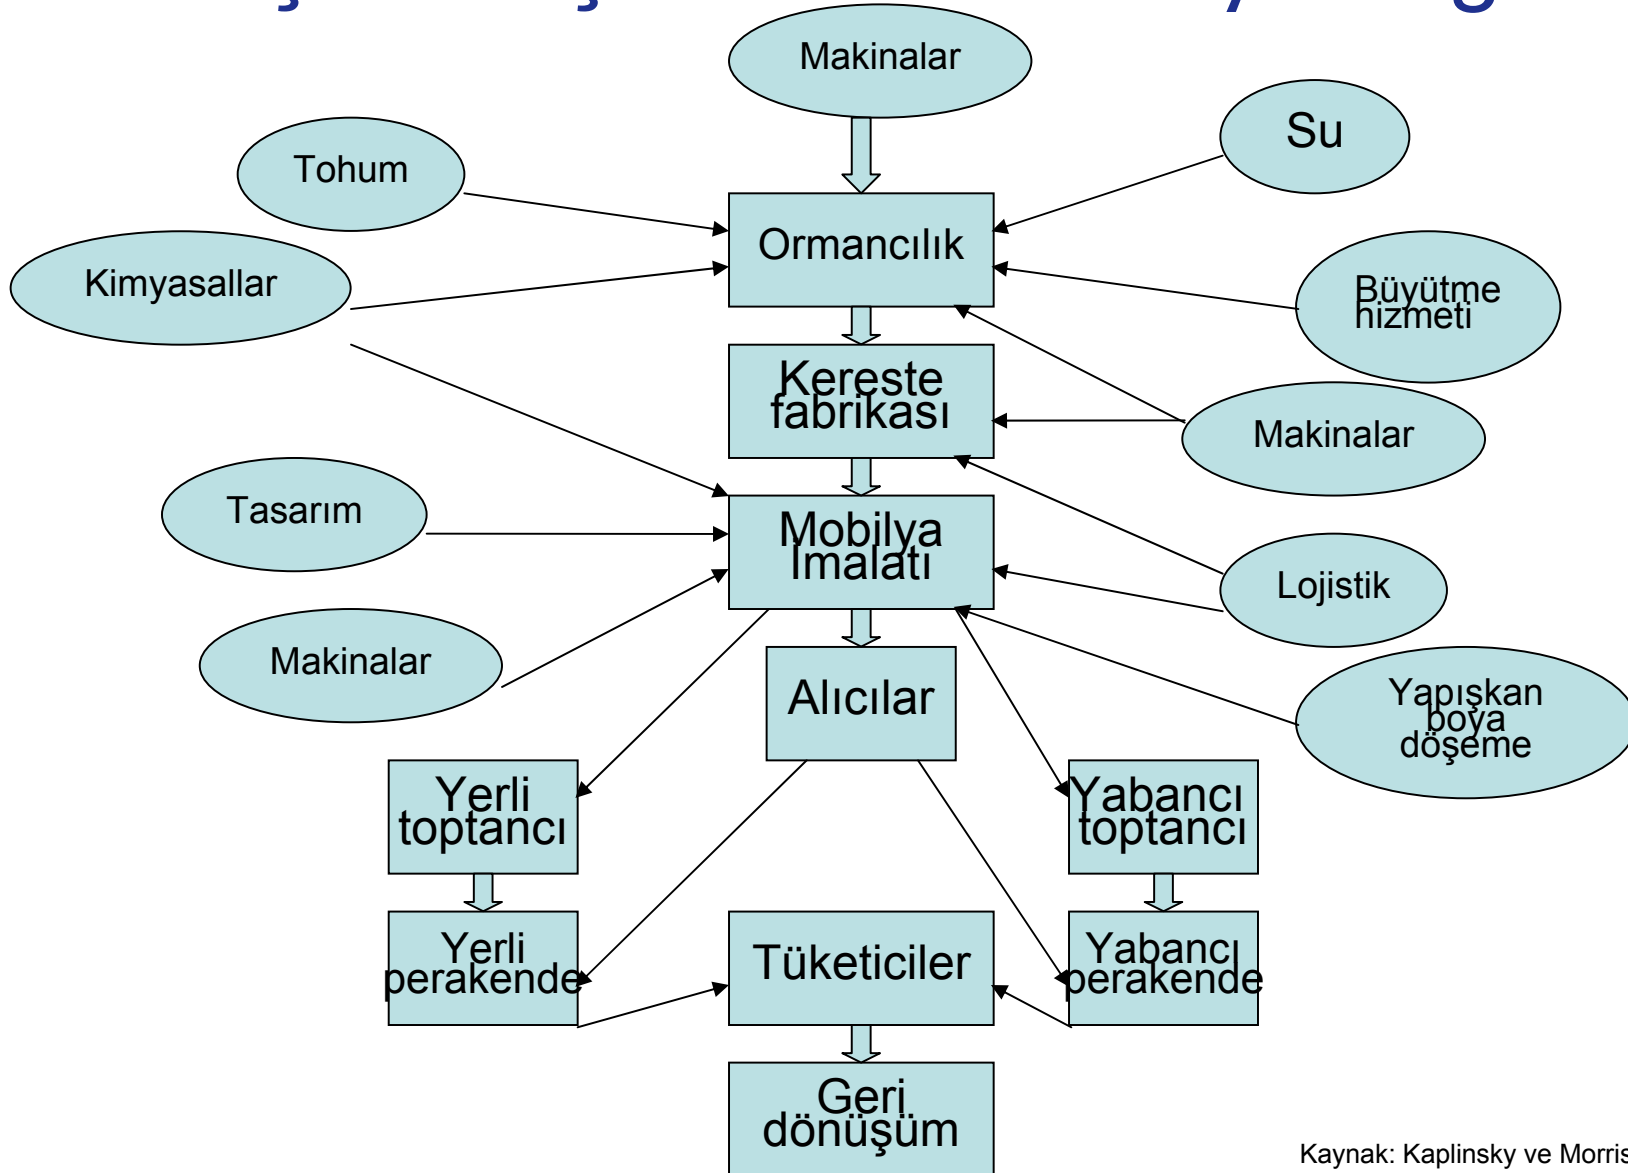 Makinalar
Su
Tohum
Ormancılık
Kimyasallar
Büyütme
hizmeti
Kereste
fabrikası
Makinalar
Tasarım
Mobilya
İmalatı
Lojistik
Makinalar
Alıcılar
Yapışkan
boya
döşeme
Yerli
toptancı
Yabancı
toptancı
Yerli
perakende
Tüketiciler
Yabancı
perakende
Geri
dönüşüm
Kaynak: Kaplinsky ve Morris